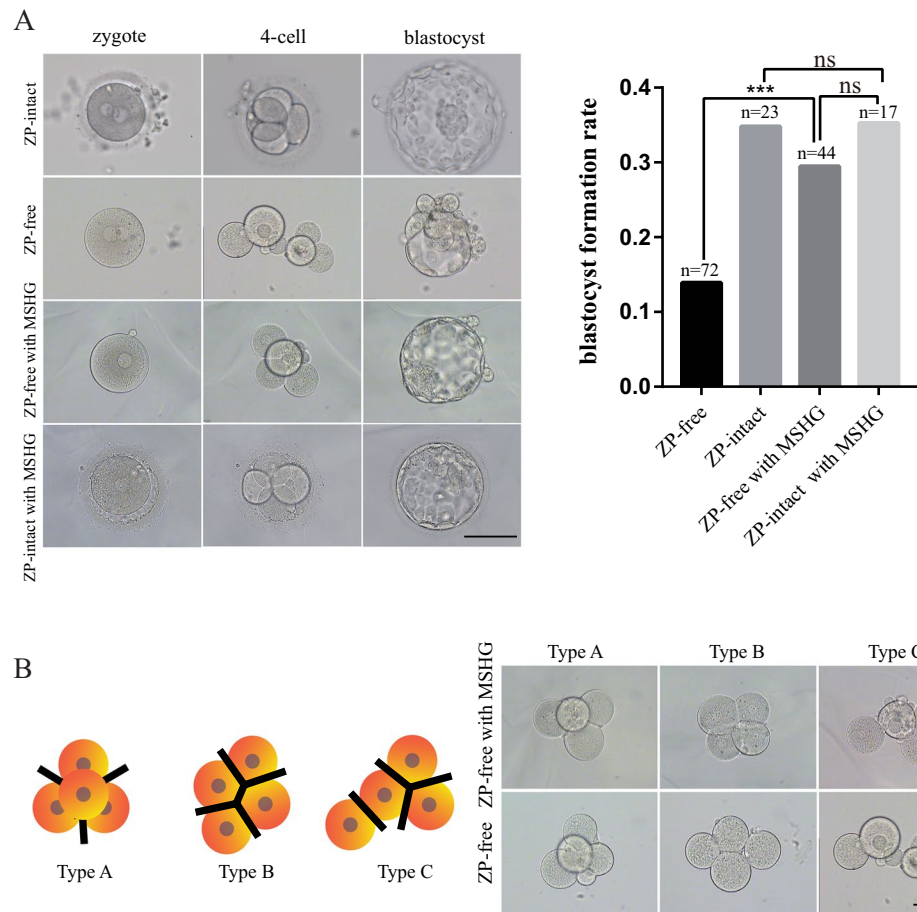 A
zygote
4-cell
blastocyst
ZP-intact
ZP-free
ZP-free with MSHG
ZP-intact with MSHG
blastocyst formation rate
0.4
0.3
0.2
0.1
0.0
ns
***
ns
n=23
n=17
n=44
n=72
ZP-free
ZP-intact
ZP-free with MSHG
ZP-intact with MSHG
B
Type A
Type B
Type C
Type A
Type B
Type
ZP-free with MSHG
ZP-free